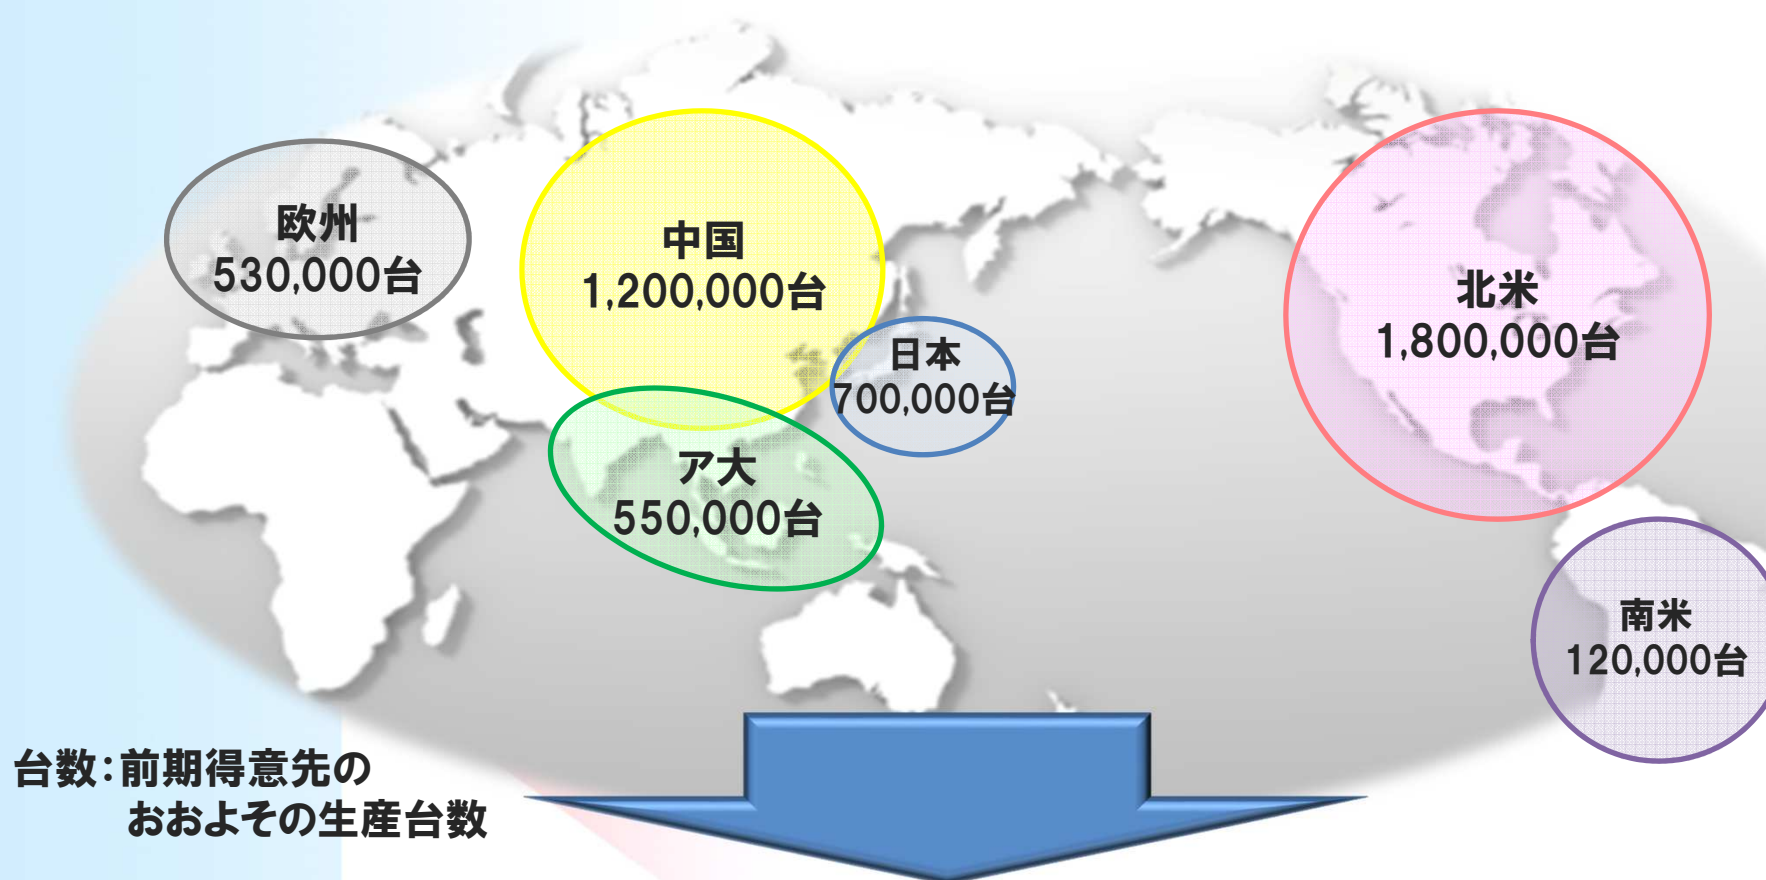 欧州
530,000台
中国
1,200,000台
日本
700,000台
北米
1,800,000台
ア大
550,000台
南米
120,000台
台数：前期得意先の
おおよその生産台数